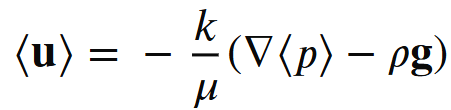 ⟨𝐮⟩ = − k/μ (∇⟨p⟩ − ρ𝐠)